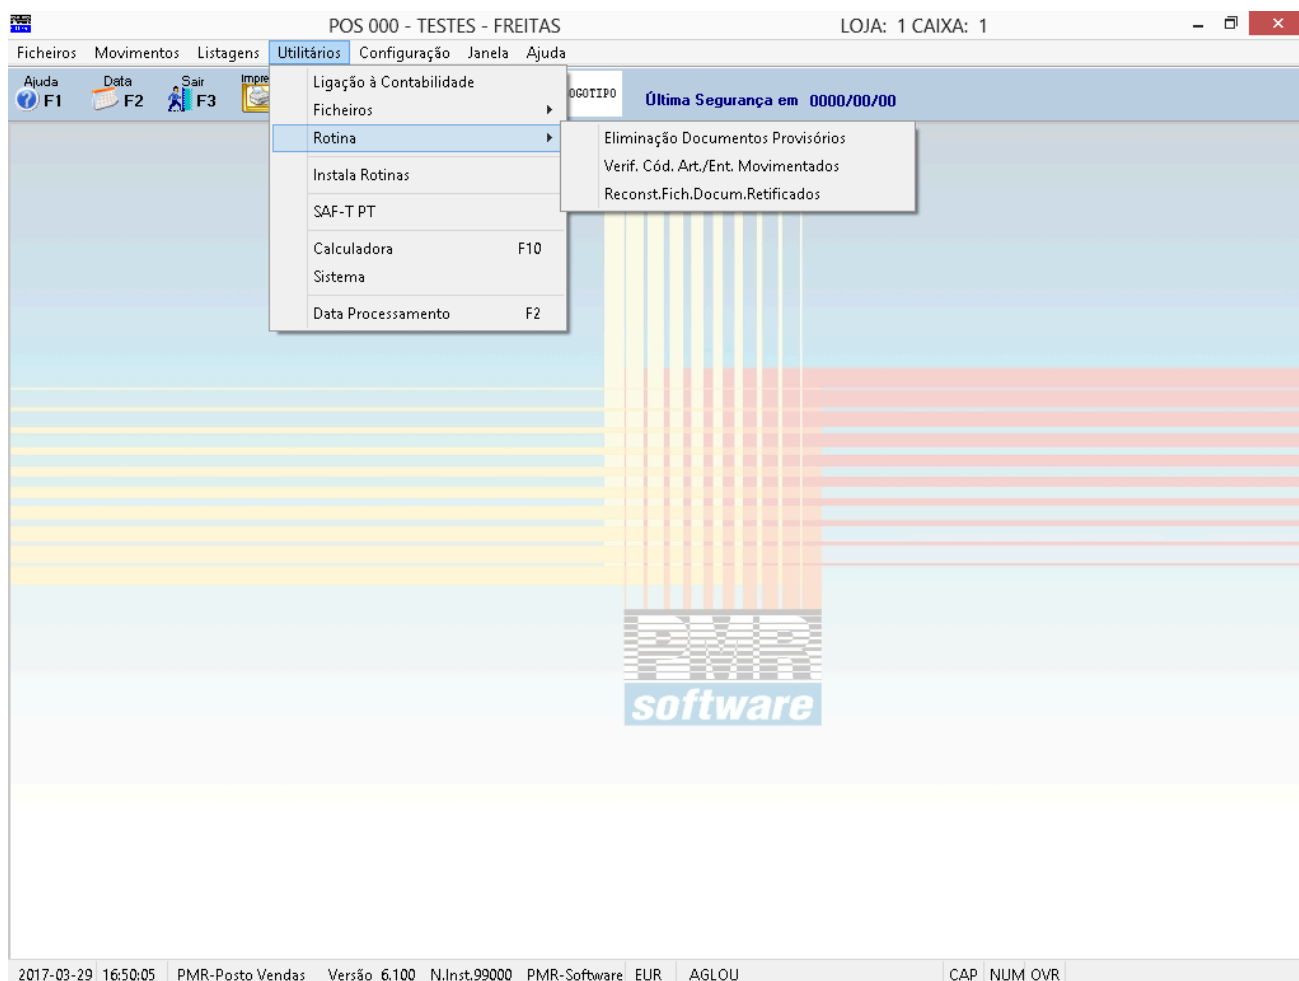 POS 000 - TESTES - FREITAS LOJA: 1 CAIXA: 1
Ficheiros Movimentos Listagens Utilitários Configuração Janela Ajuda
Ajuda F1 Data F2 Sair F3 Impre OGOTIPO Última Segurança em 0000/00/00
Ligação à Contabilidade
Ficheiros
Rotina
Eliminação Documentos Provisórios
Verif. Cód. Art./Ent. Movimentados
Reconst.Fich.Docum.Retificados
Instala Rotinas
SAF-T PT
Calculadora F10
Sistema
Data Processamento F2
PMR
software
2017-03-29 16:50:05 PMR-Posto Vendas Versão 6.100 N.Inst.99000 PMR-Software EUR AGLOU CAP NUM OVR